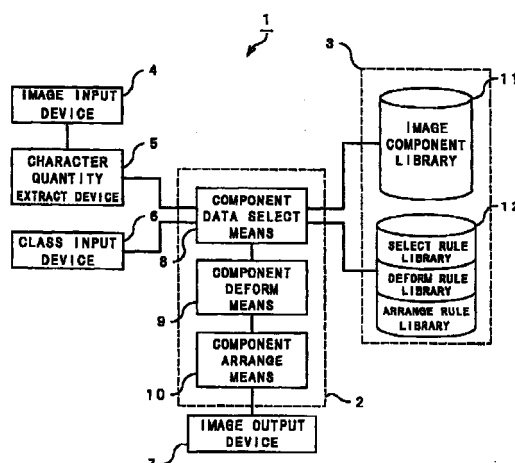 1
4
IMAGE INPUT
DEVICE
5
CHARACTER
QUANTITY
EXTRACT DEVICE
6
CLASS INPUT
DEVICE
COMPONENT
DATA SELECT
MEANS
8
COMPONENT
DEFORM
MEANS
9
COMPONENT
ARRANGE
MEANS
10
2
IMAGE OUTPUT
DEVICE
7
3
11
IMAGE
COMPONENT
LIBRARY
12
SELECT RULE
LIBRARY
DEFORM RULE
LIBRARY
ARRANGE RULE
LIBRARY